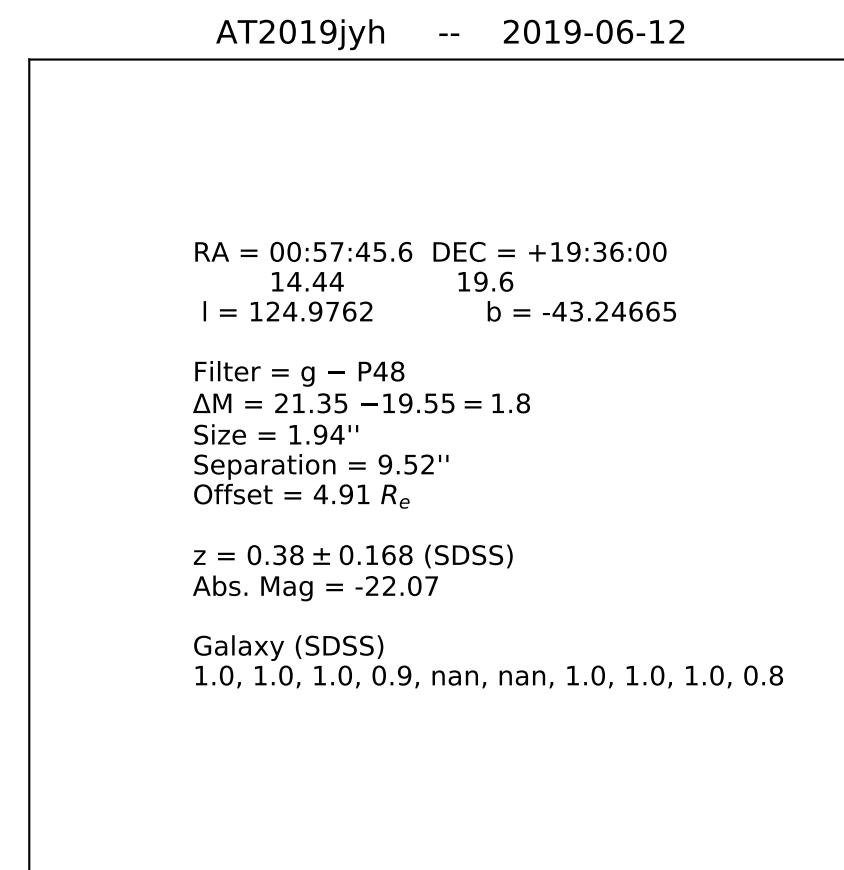 AT2019jyh -- 2019-06-12
RA = 00:57:45.6 DEC = +19:36:00
14.44 19.6
l = 124.9762 b = -43.24665
Filter = g − P48
ΔM = 21.35 −19.55 = 1.8
Size = 1.94''
Separation = 9.52''
Offset = 4.91 Rₑ
z = 0.38 ± 0.168 (SDSS)
Abs. Mag = -22.07
Galaxy (SDSS)
1.0, 1.0, 1.0, 0.9, nan, nan, 1.0, 1.0, 1.0, 0.8